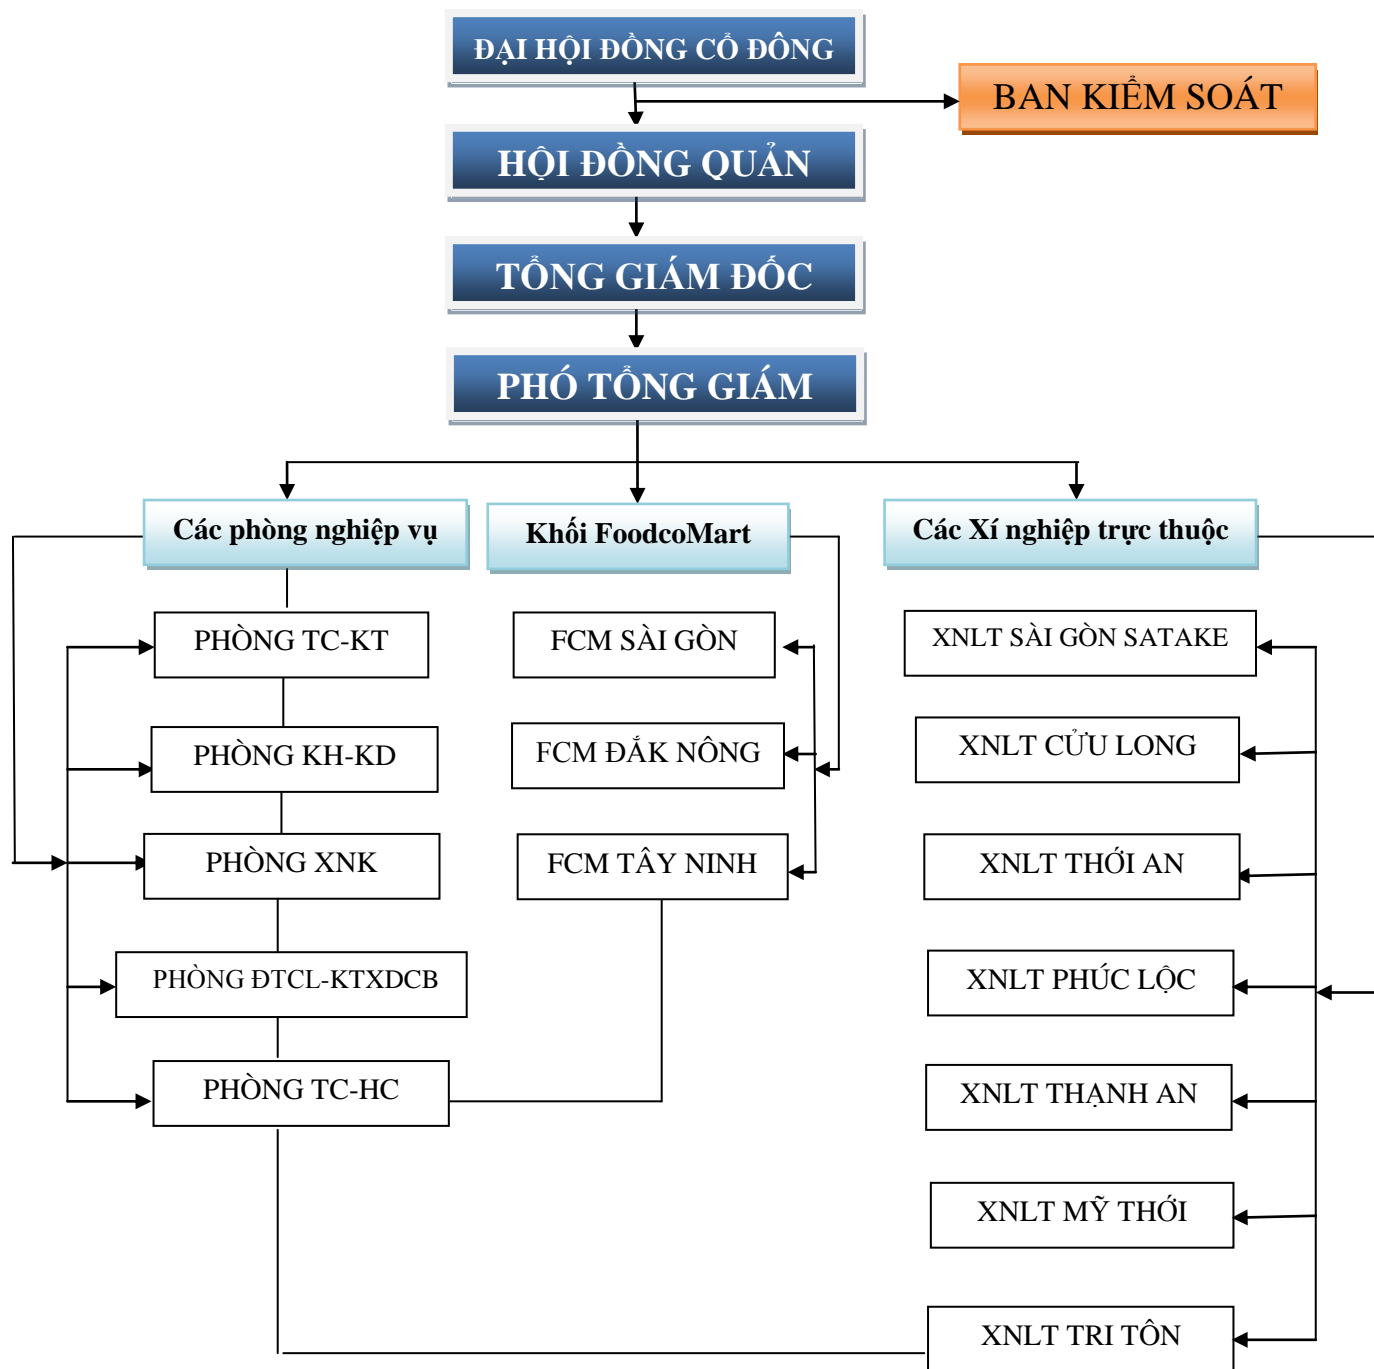 ĐẠI HỘI ĐỒNG CỔ ĐÔNG
BAN KIỂM SOÁT
HỘI ĐỒNG QUẢN
TỔNG GIÁM ĐỐC
PHÓ TỔNG GIÁM
Các phòng nghiệp vụ
Khối FoodcoMart
Các Xí nghiệp trực thuộc
PHÒNG TC-KT
FCM SÀI GÒN
XNLT SÀI GÒN SATAKE
PHÒNG KH-KD
FCM ĐẮK NÔNG
XNLT CỬU LONG
PHÒNG XNK
FCM TÂY NINH
XNLT THỚI AN
PHÒNG ĐTCL-KTXDCB
XNLT PHÚC LỘC
PHÒNG TC-HC
XNLT THẠNH AN
XNLT MỸ THỚI
XNLT TRI TÔN